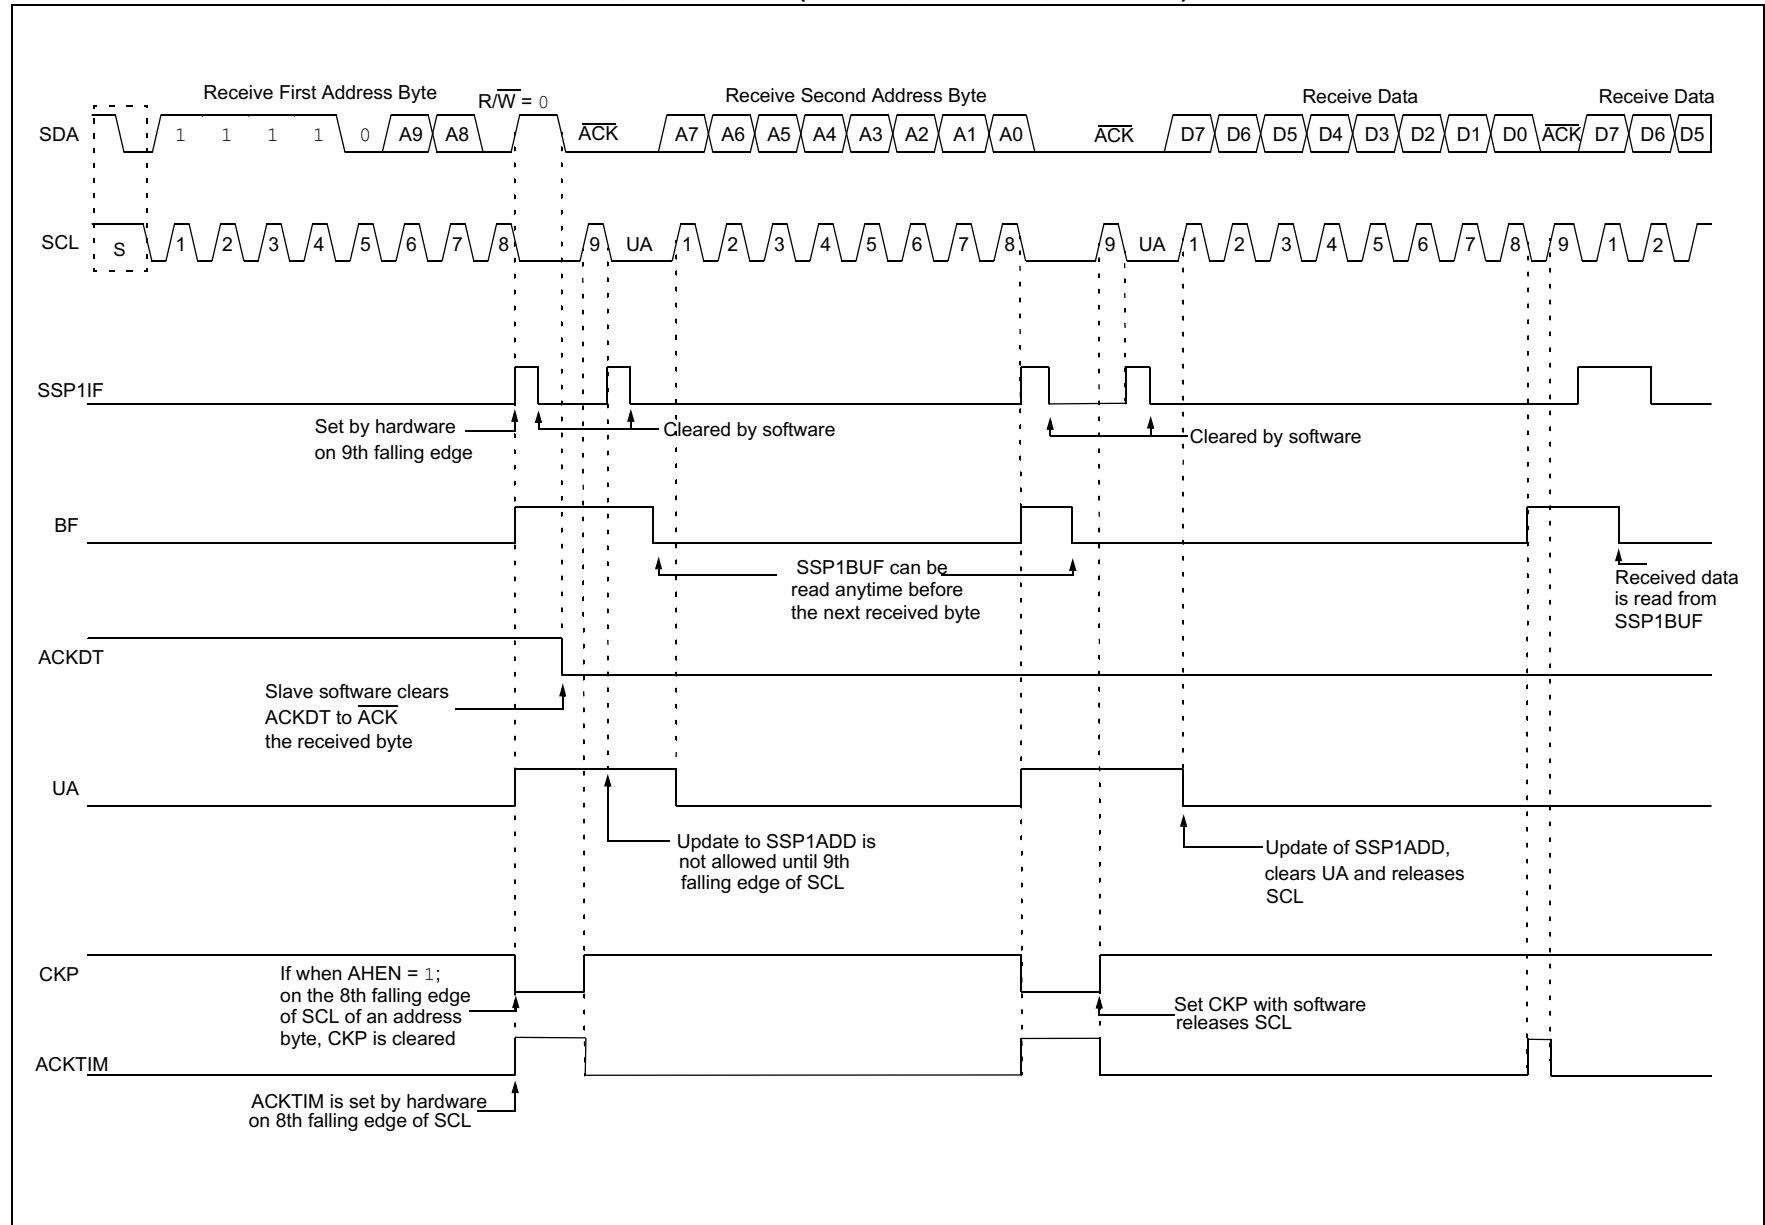 Receive First Address Byte
R/W = 0
Receive Second Address Byte
Receive Data
Receive Data
SDA
1 1 1 1 0 A9 A8 ACK A7 A6 A5 A4 A3 A2 A1 A0 ACK D7 D6 D5 D4 D3 D2 D1 D0 ACK D7 D6 D5
SCL
S 1 2 3 4 5 6 7 8 9 UA 1 2 3 4 5 6 7 8 9 UA 1 2 3 4 5 6 7 8 9 1 2
SSP1IF
Set by hardware
on 9th falling edge
Cleared by software
Cleared by software
BF
SSP1BUF can be
read anytime before
the next received byte
Received data
is read from
SSP1BUF
ACKDT
Slave software clears
ACKDT to ACK
the received byte
UA
Update to SSP1ADD is
not allowed until 9th
falling edge of SCL
Update of SSP1ADD,
clears UA and releases
SCL
CKP
If when AHEN = 1;
on the 8th falling edge
of SCL of an address
byte, CKP is cleared
Set CKP with software
releases SCL
ACKTIM
ACKTIM is set by hardware
on 8th falling edge of SCL